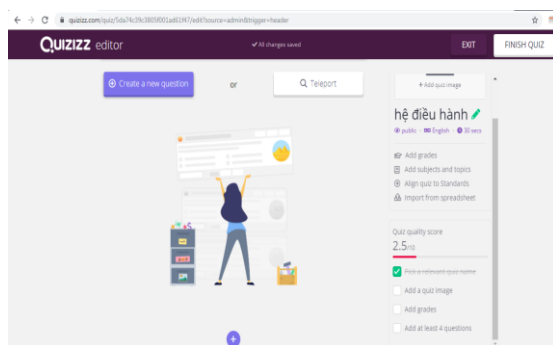 quizizz.com/quiz/5da74c39c3805f001ad61f47/edit?source=admin&trigger=header
QUIZIZZ editor
All changes saved
EXIT
FINISH QUIZ
Create a new question
or
Teleport
+ Add quiz image
hệ điều hành
public
English
30 secs
Add grades
Add subjects and topics
Align quiz to Standards
Import from spreadsheet
Quiz quality score
2.5/10
Pick a relevant quiz name
Add a quiz image
Add grades
Add at least 4 questions